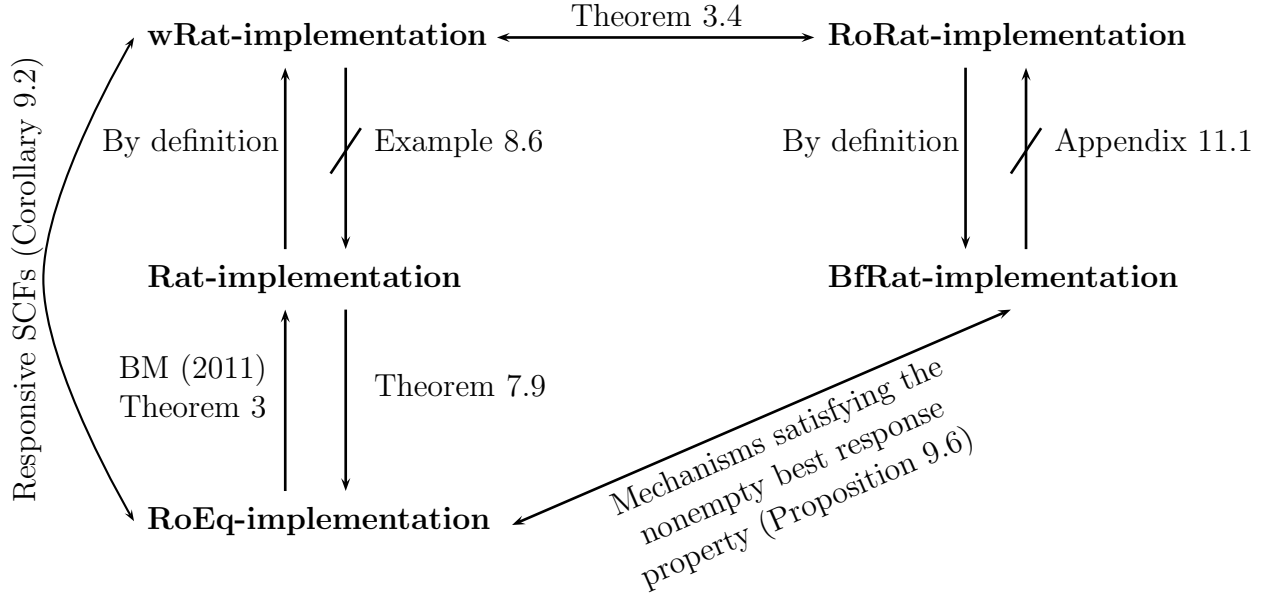 Theorem 3.4
wRat-implementation
RoRat-implementation
Responsive SCFs (Corollary 9.2)
By definition
Example 8.6
By definition
Appendix 11.1
Rat-implementation
BfRat-implementation
BM (2011)
Theorem 3
Theorem 7.9
Mechanisms satisfying the
nonempty best response
property (Proposition 9.6)
RoEq-implementation